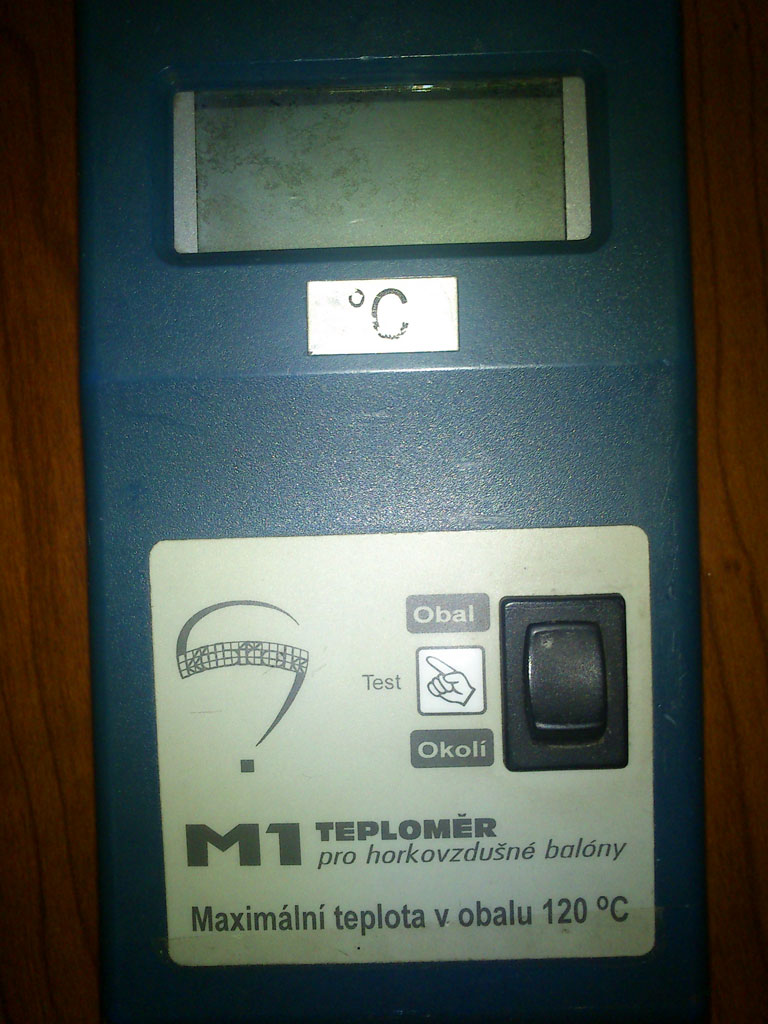 °C
Obal
Test
Okolí
M1 TEPLOMĚR
pro horkovzdušné balóny
Maximální teplota v obalu 120 °C